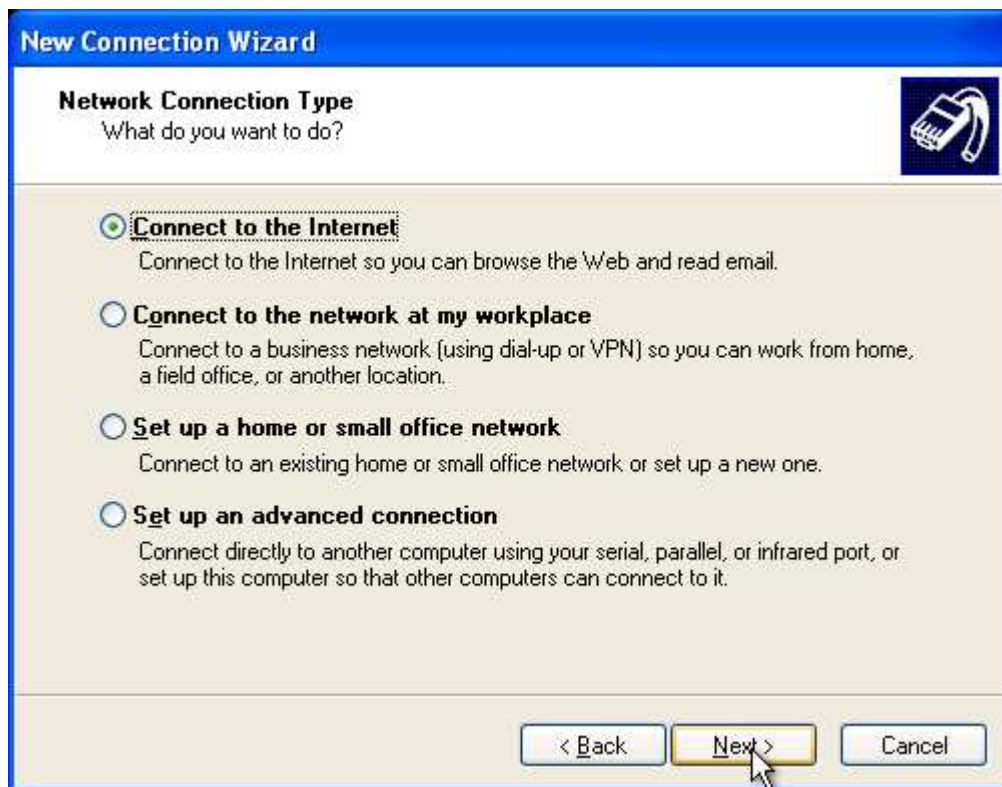 New Connection Wizard
Network Connection Type
What do you want to do?
Connect to the Internet
Connect to the Internet so you can browse the Web and read email.
Connect to the network at my workplace
Connect to a business network (using dial-up or VPN) so you can work from home,
a field office, or another location.
Set up a home or small office network
Connect to an existing home or small office network or set up a new one.
Set up an advanced connection
Connect directly to another computer using your serial, parallel, or infrared port, or
set up this computer so that other computers can connect to it.
< Back Next > Cancel